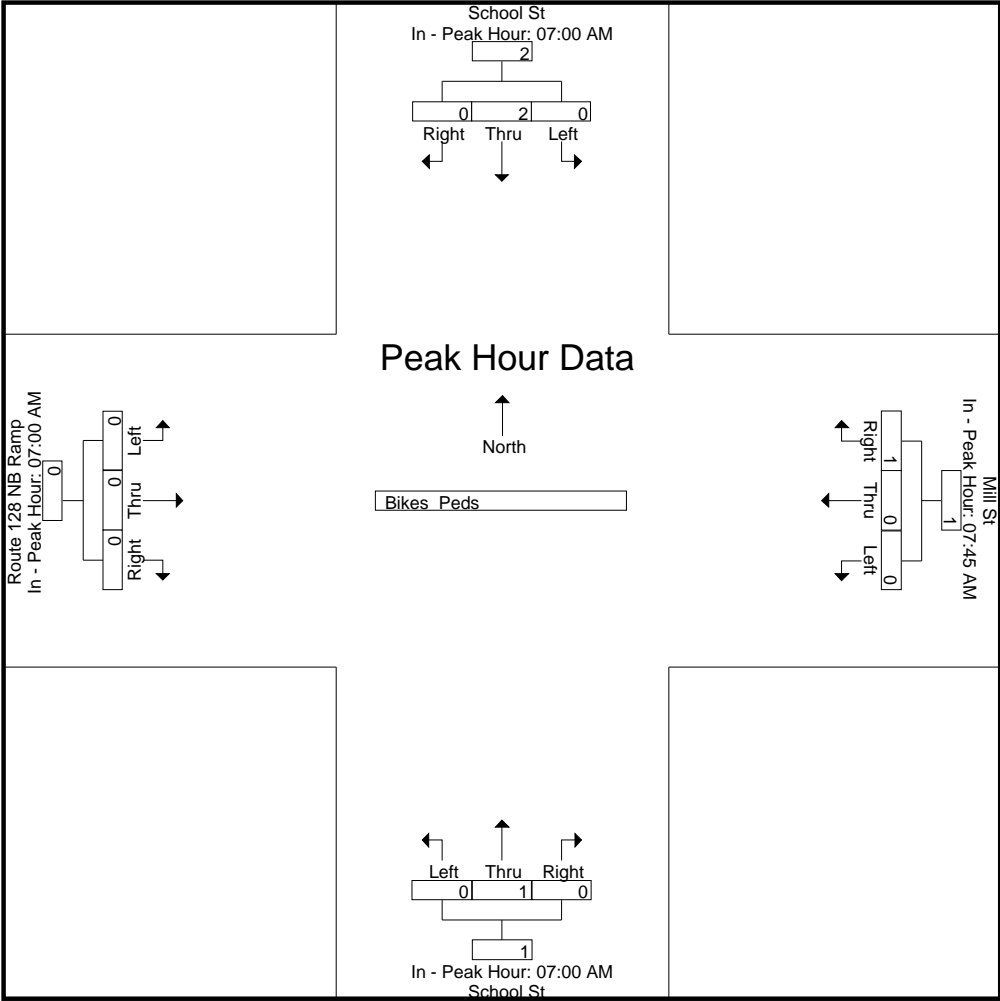 School St
In - Peak Hour: 07:00 AM
2
0 2 0
Right Thru Left
Peak Hour Data
North
Bikes Peds
Route 128 NB Ramp
In - Peak Hour: 07:00 AM
0
0 0 0
Left Thru Right
Mill St
In - Peak Hour: 07:45 AM
1
1 0 0
Right Thru Left
Left Thru Right
0 1 0
1
In - Peak Hour: 07:00 AM
School St